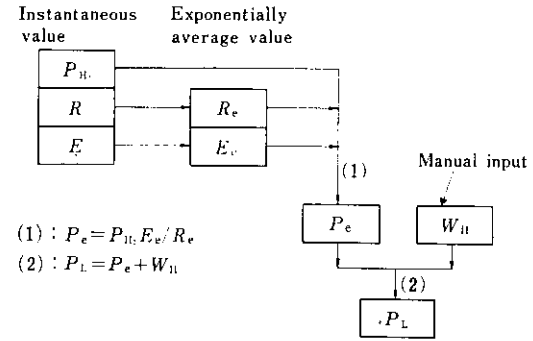 Instantaneous value
Exponentially average value
P_H.
R
R_e
E
E_e
(1)
Manual input
P_e
W_H
(1) : P_e = P_H: E_e / R_e
(2) : P_L = P_e + W_H
(2)
P_L